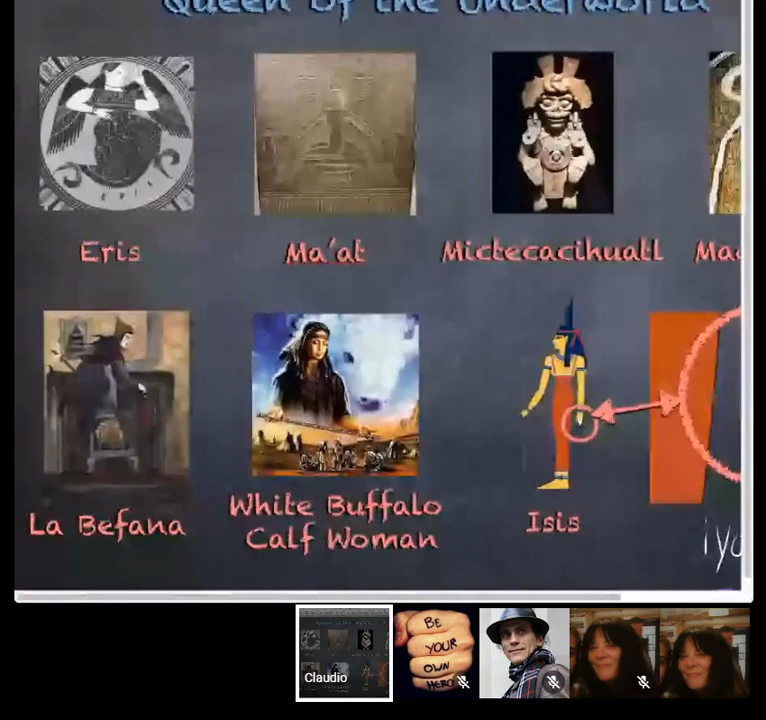 Queen of the Underworld
Eris
Ma'at
Mictecacihuatl
La Befana
White Buffalo
Calf Woman
Isis
Claudio
BE
YOUR
OWN
HERO